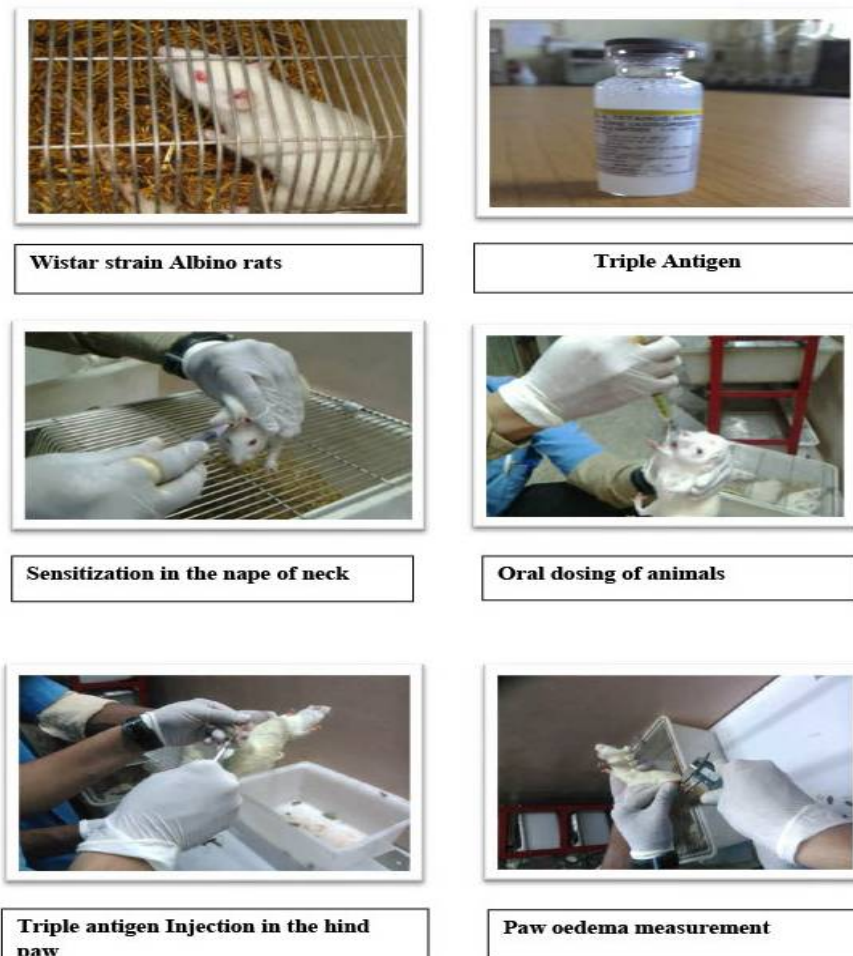 Wistar strain Albino rats
Triple Antigen
Sensitization in the nape of neck
Oral dosing of animals
Triple antigen Injection in the hind
paw
Paw oedema measurement